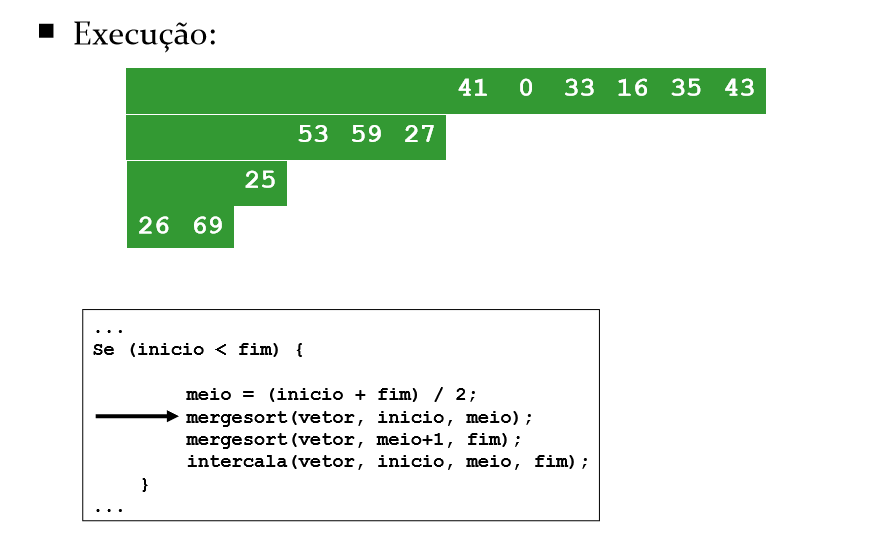 ■ Execução:
41 0 33 16 35 43
53 59 27
25
26 69
...
Se (inicio < fim) {
meio = (inicio + fim) / 2;
mergesort(vetor, inicio, meio);
mergesort(vetor, meio+1, fim);
intercala(vetor, inicio, meio, fim);
}
...